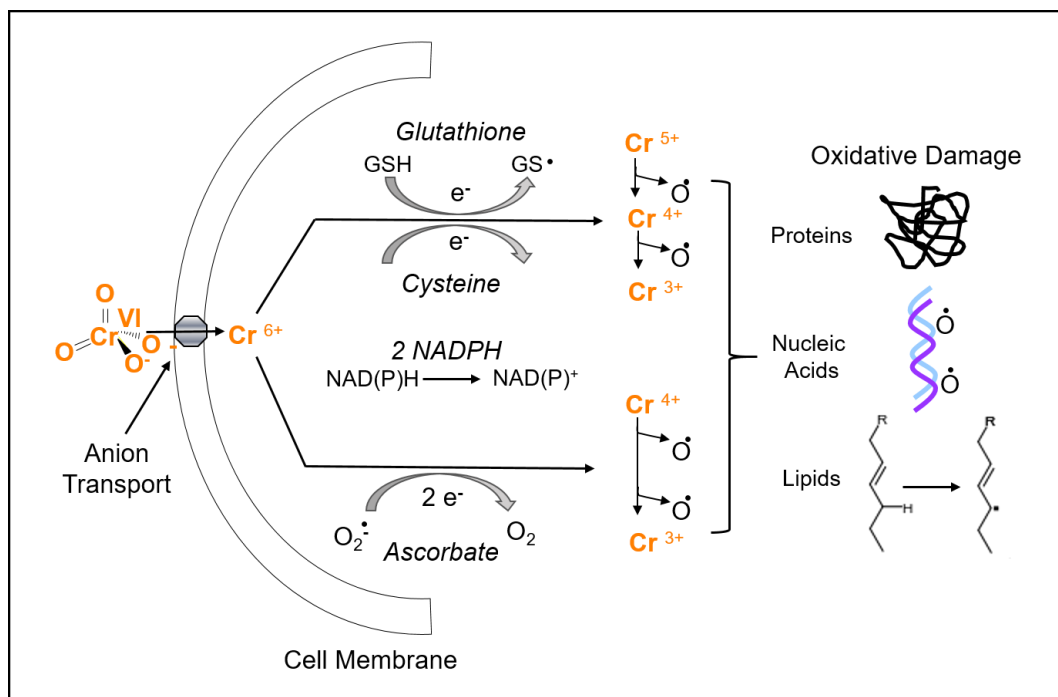 Glutathione
GSH
GS•
e-
e-
Cysteine
Cr 5+
O•
Cr 4+
O•
Cr 3+
Oxidative Damage
Proteins
O
VI
Cr
O
O -
O-
Cr 6+
2 NADPH
NAD(P)H
NAD(P)+
Anion
Transport
2 e-
O2•-
O2
Ascorbate
Cr 4+
O•
O•
Cr 3+
Nucleic
Acids
O•
O•
Lipids
R
H
R
Cell Membrane